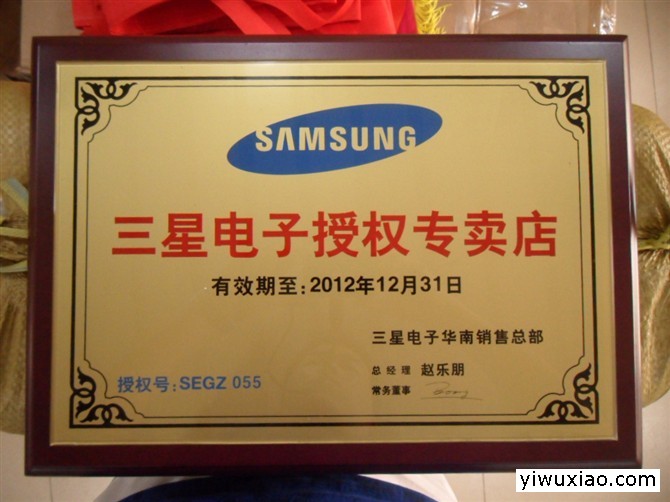 SAMSUNG
三星电子授权专卖店
有效期至:2012年12月31日
三星电子华南销售总部
总经理 赵乐朋
授权号:SEGZ 055
常务董事
yiwuxiao.com